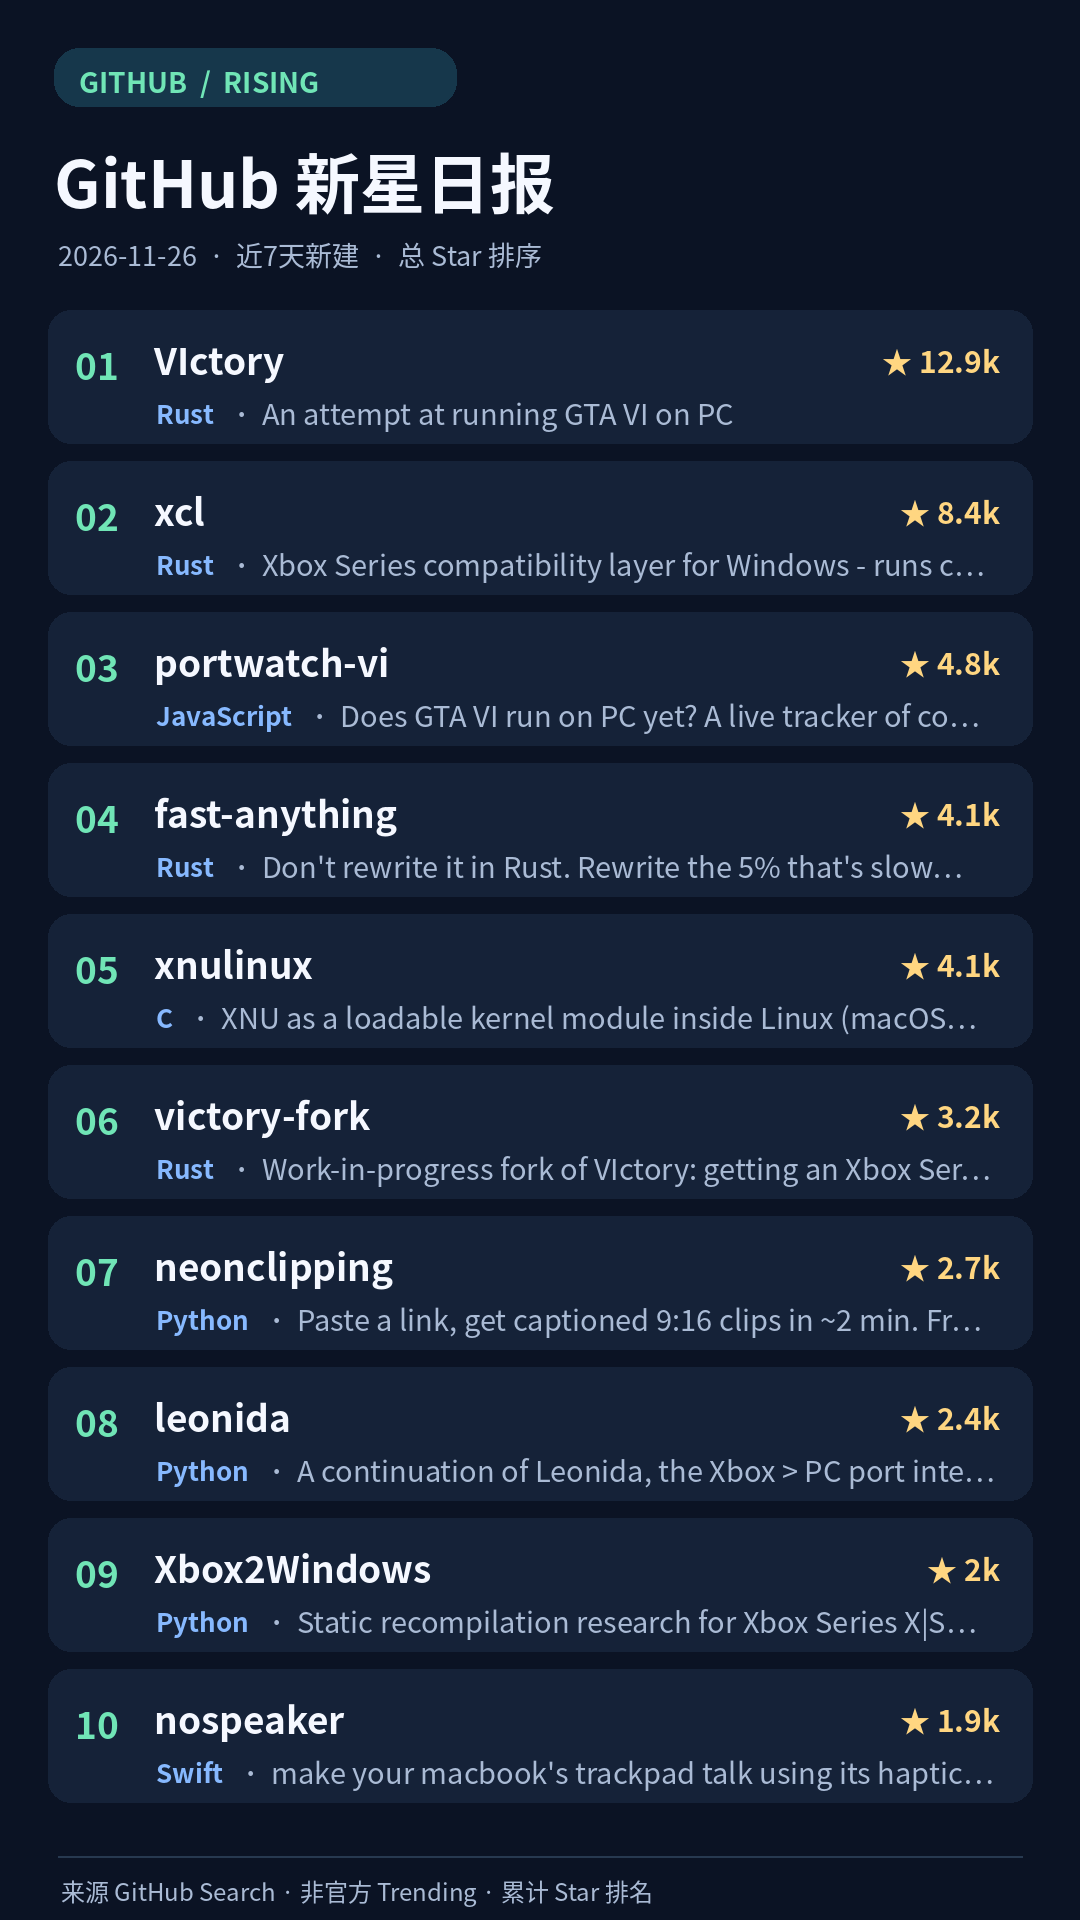 GITHUB / RISING
GitHub 新星日报
2026-11-26 · 近7天新建 · 总 Star 排序
01 VIctory ★ 12.9k
Rust · An attempt at running GTA VI on PC
02 xcl ★ 8.4k
Rust · Xbox Series compatibility layer for Windows - runs c…
03 portwatch-vi ★ 4.8k
JavaScript · Does GTA VI run on PC yet? A live tracker of co…
04 fast-anything ★ 4.1k
Rust · Don't rewrite it in Rust. Rewrite the 5% that's slow…
05 xnulinux ★ 4.1k
C · XNU as a loadable kernel module inside Linux (macOS…
06 victory-fork ★ 3.2k
Rust · Work-in-progress fork of VIctory: getting an Xbox Ser…
07 neonclipping ★ 2.7k
Python · Paste a link, get captioned 9:16 clips in ~2 min. Fr…
08 leonida ★ 2.4k
Python · A continuation of Leonida, the Xbox > PC port inte…
09 Xbox2Windows ★ 2k
Python · Static recompilation research for Xbox Series X|S…
10 nospeaker ★ 1.9k
Swift · make your macbook's trackpad talk using its haptic…
来源 GitHub Search · 非官方 Trending · 累计 Star 排名